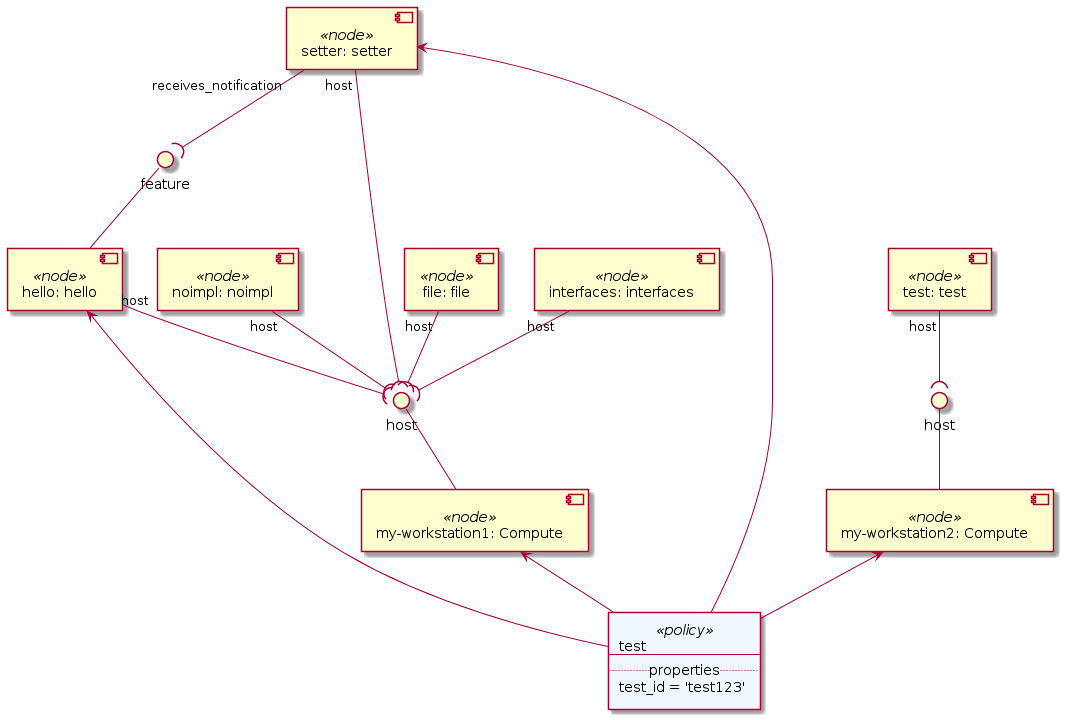 «node»
setter: setter
receives_notification
host
feature
«node»
hello: hello
«node»
noimpl: noimpl
«node»
file: file
«node»
interfaces: interfaces
«node»
test: test
host
host
host
host
host
host
host
«node»
my-workstation1: Compute
«node»
my-workstation2: Compute
«policy»
test
properties
test_id = 'test123'